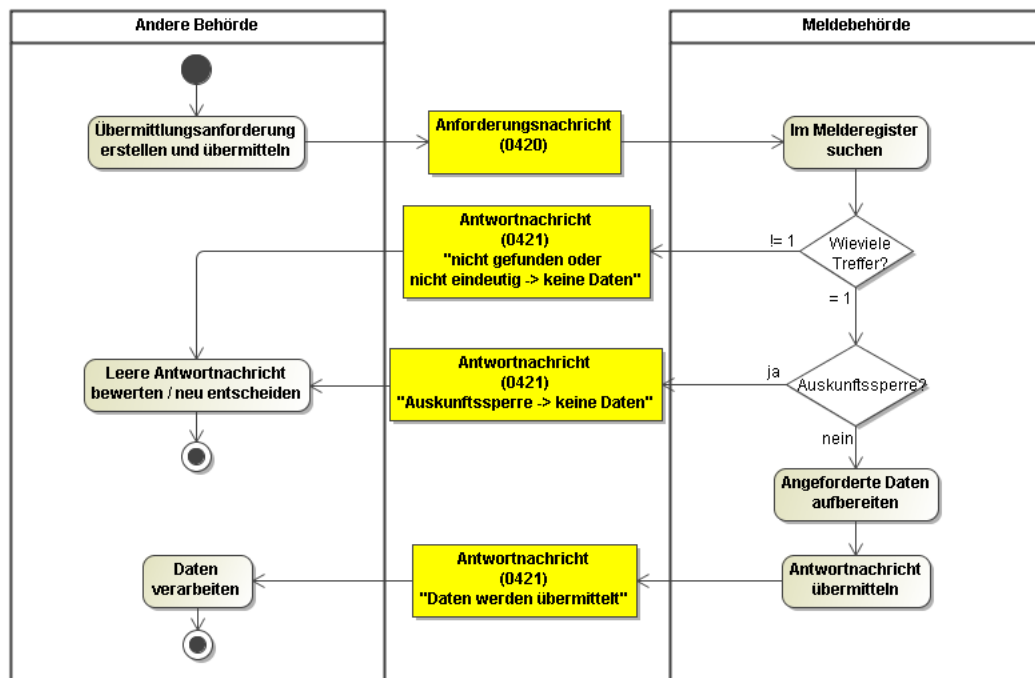 Andere Behörde
Meldebehörde
Übermittlungsanforderung
erstellen und übermitteln
Anforderungsnachricht
(0420)
Im Melderegister
suchen
Antwortnachricht
(0421)
"nicht gefunden oder
nicht eindeutig -> keine Daten"
!= 1
Wieviele
Treffer?
= 1
Leere Antwortnachricht
bewerten / neu entscheiden
Antwortnachricht
(0421)
"Auskunftssperre -> keine Daten"
ja
Auskunftssperre?
nein
Angeforderte Daten
aufbereiten
Daten
verarbeiten
Antwortnachricht
(0421)
"Daten werden übermittelt"
Antwortnachricht
übermitteln